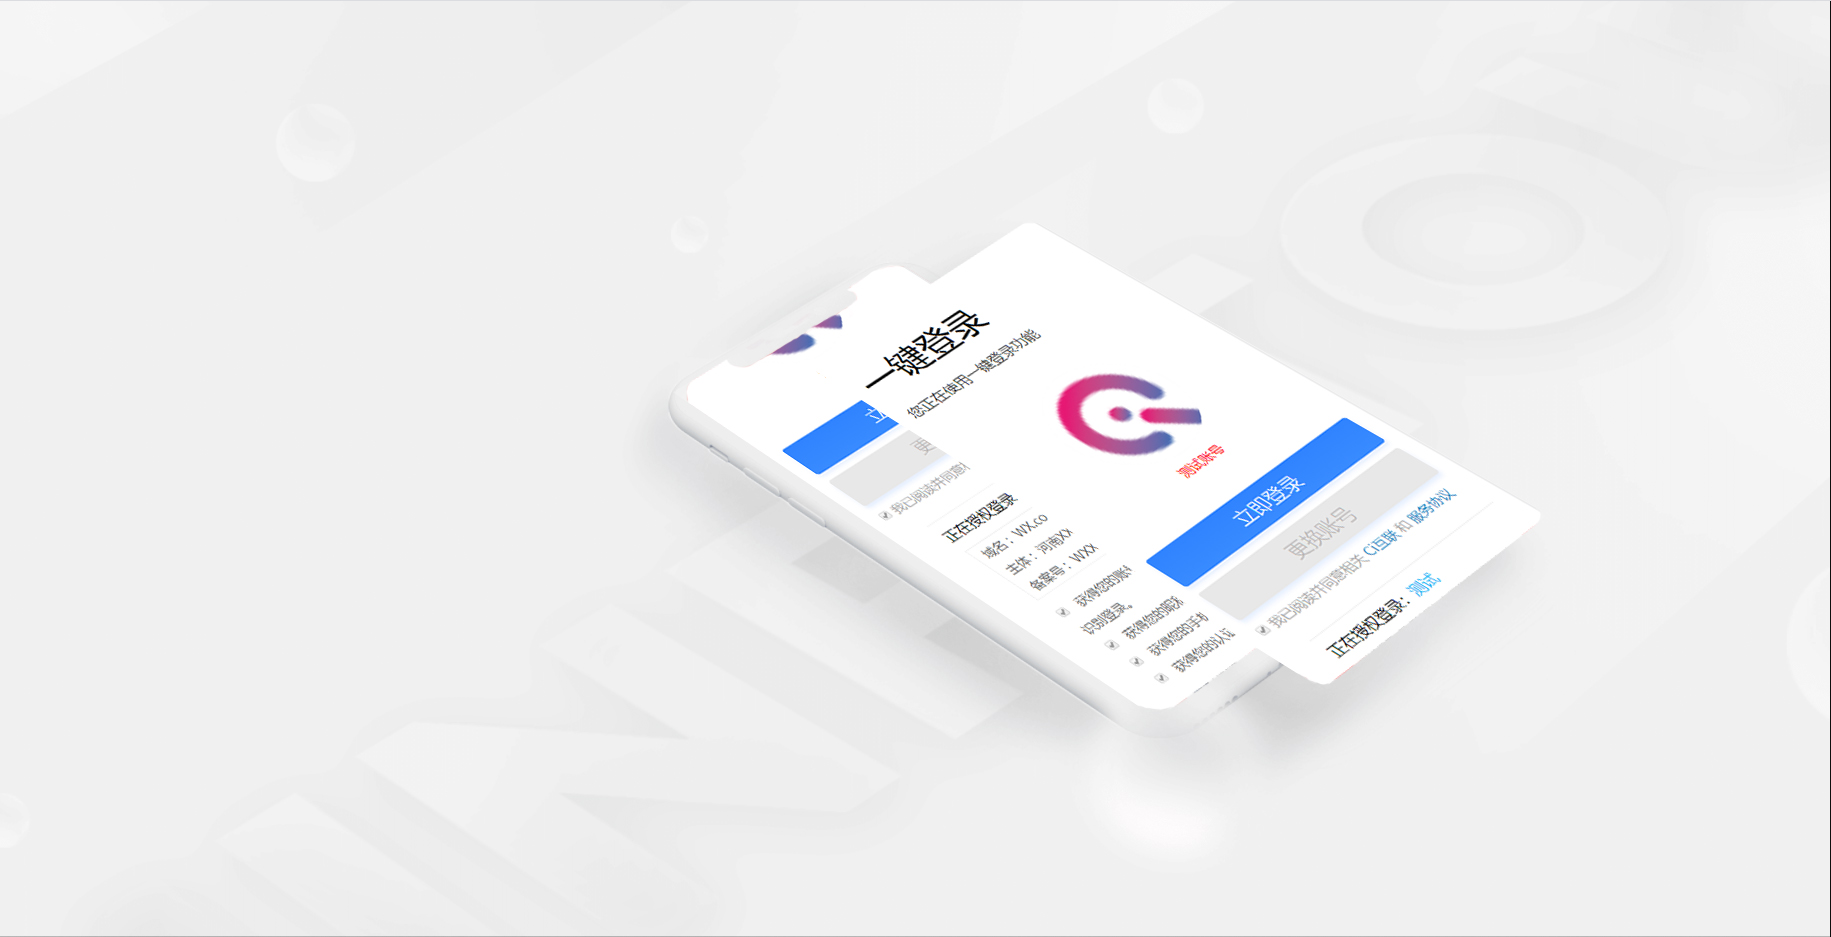 一键登录
您正在使用一键登录功能
测试账号
立即登录
更换账号
我已阅读并同意相关 Ci互联 和 服务协议
正在授权登录：测试
立
更
我已阅读并同意
正在授权登录
域名：WX.co
主体：河南Xx
备案号：WXx
获得您的账
识别登录。
获得您的昵称
获得您的手机
获得您的认证